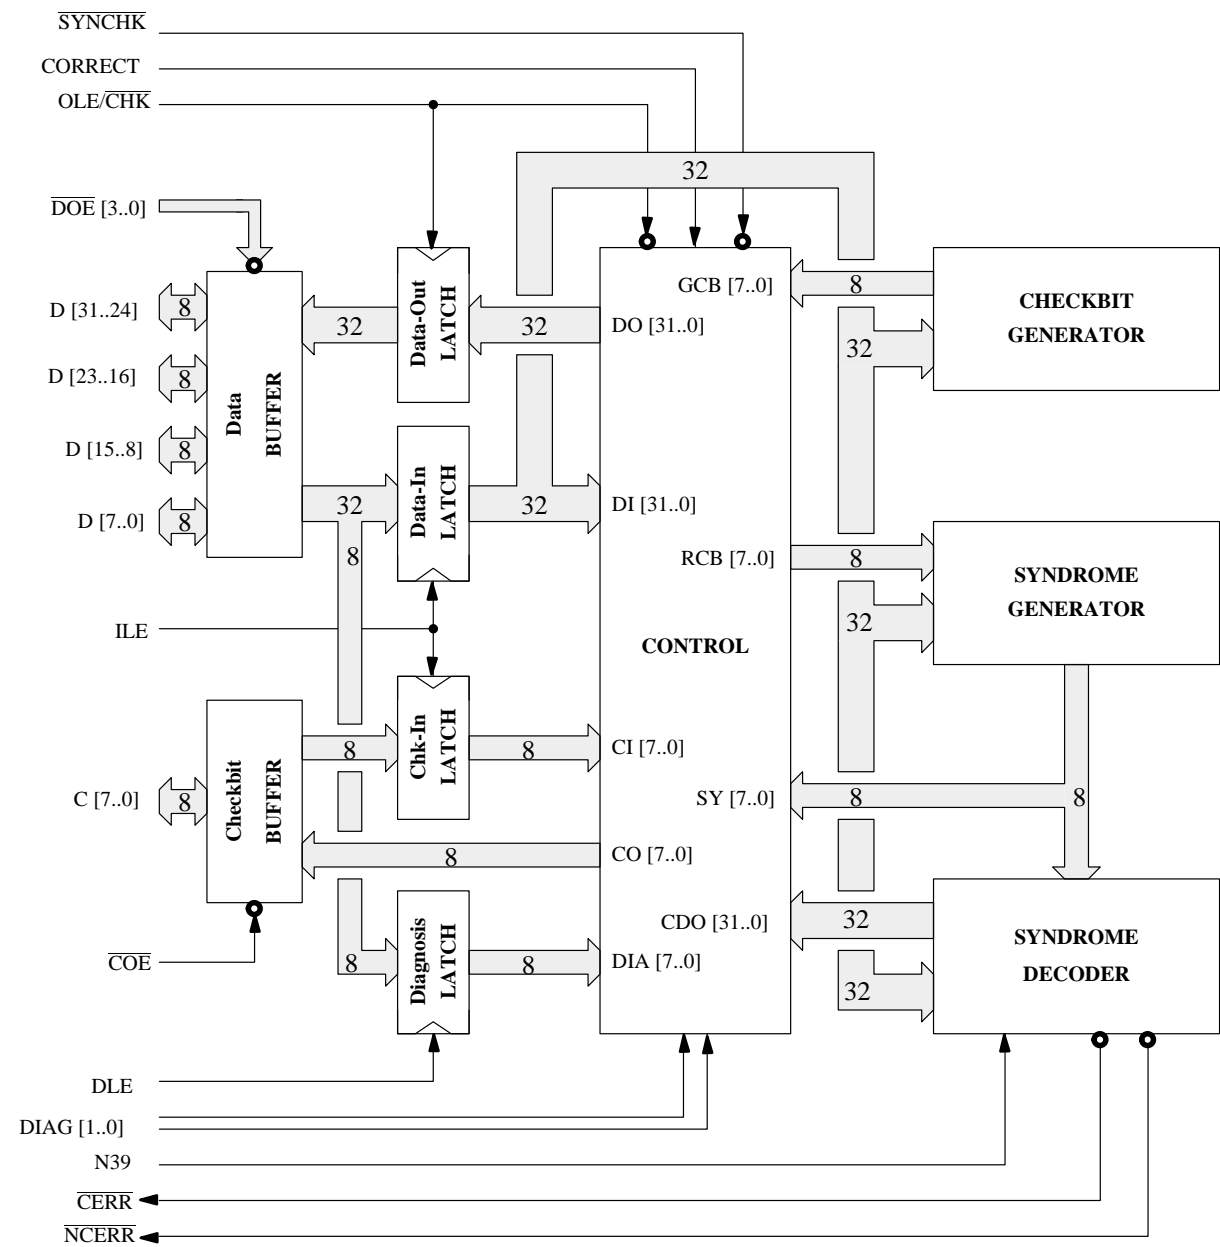 SYNCHK
CORRECT
OLE/CHK
32
DOE [3..0]
GCB [7..0]
8
CHECKBIT
GENERATOR
D [31..24]
8
32
Data-Out
LATCH
32
DO [31..0]
32
D [23..16]
8
Data
BUFFER
D [15..8]
8
D [7..0]
8
32
8
Data-In
LATCH
32
DI [31..0]
RCB [7..0]
8
SYNDROME
GENERATOR
32
ILE
CONTROL
Checkbit
BUFFER
8
Chk-In
LATCH
8
CI [7..0]
C [7..0]
8
SY [7..0]
8
8
8
CO [7..0]
COE
8
Diagnosis
LATCH
8
DIA [7..0]
CDO [31..0]
32
SYNDROME
DECODER
32
DLE
DIAG [1..0]
N39
CERR
NCERR